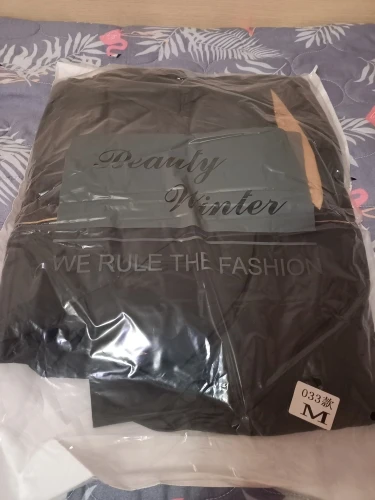 Beauty
Winter
WE RULE THE FASHION
033款
M